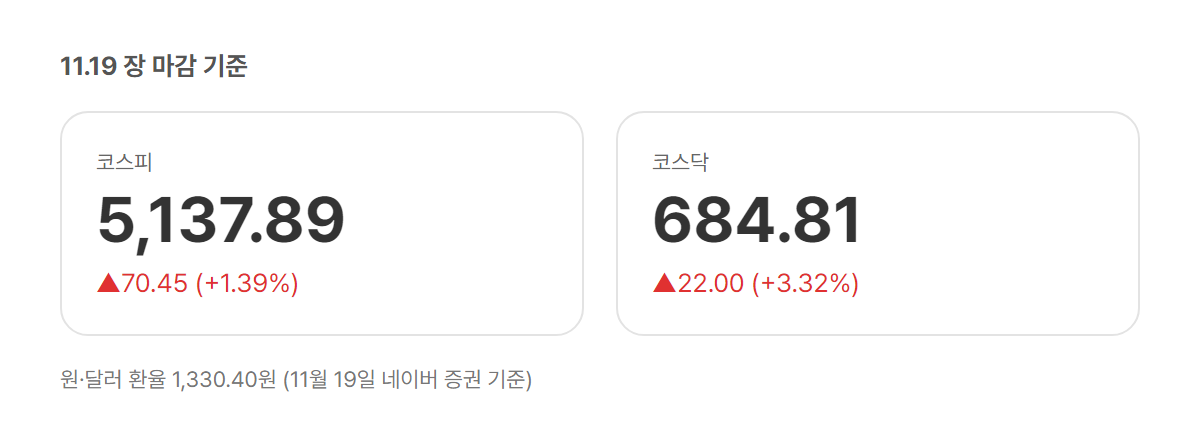 11.19 장 마감 기준
코스피
5,137.89
▲70.45 (+1.39%)
코스닥
684.81
▲22.00 (+3.32%)
원·달러 환율 1,330.40원 (11월 19일 네이버 증권 기준)